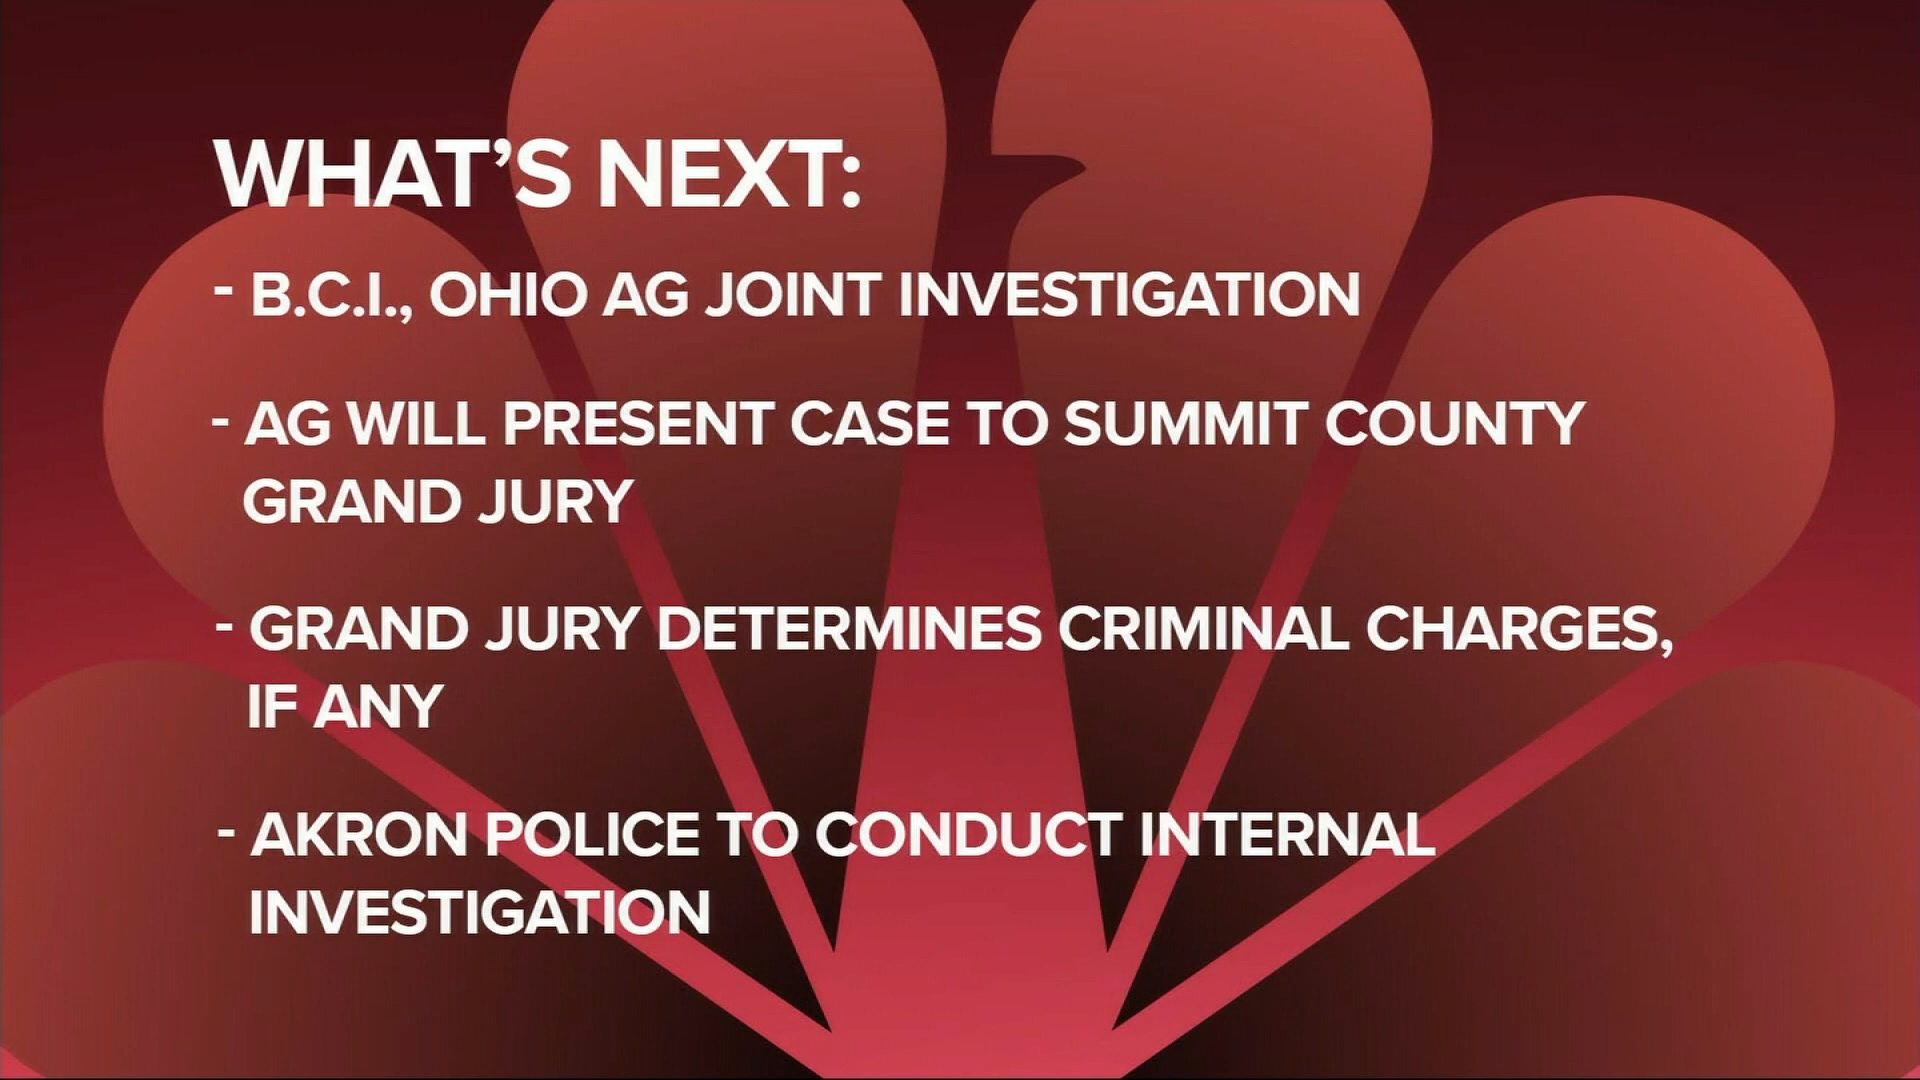 WHAT'S NEXT:
- B.C.I., OHIO AG JOINT INVESTIGATION
- AG WILL PRESENT CASE TO SUMMIT COUNTY
GRAND JURY
- GRAND JURY DETERMINES CRIMINAL CHARGES,
IF ANY
- AKRON POLICE TO CONDUCT INTERNAL
INVESTIGATION